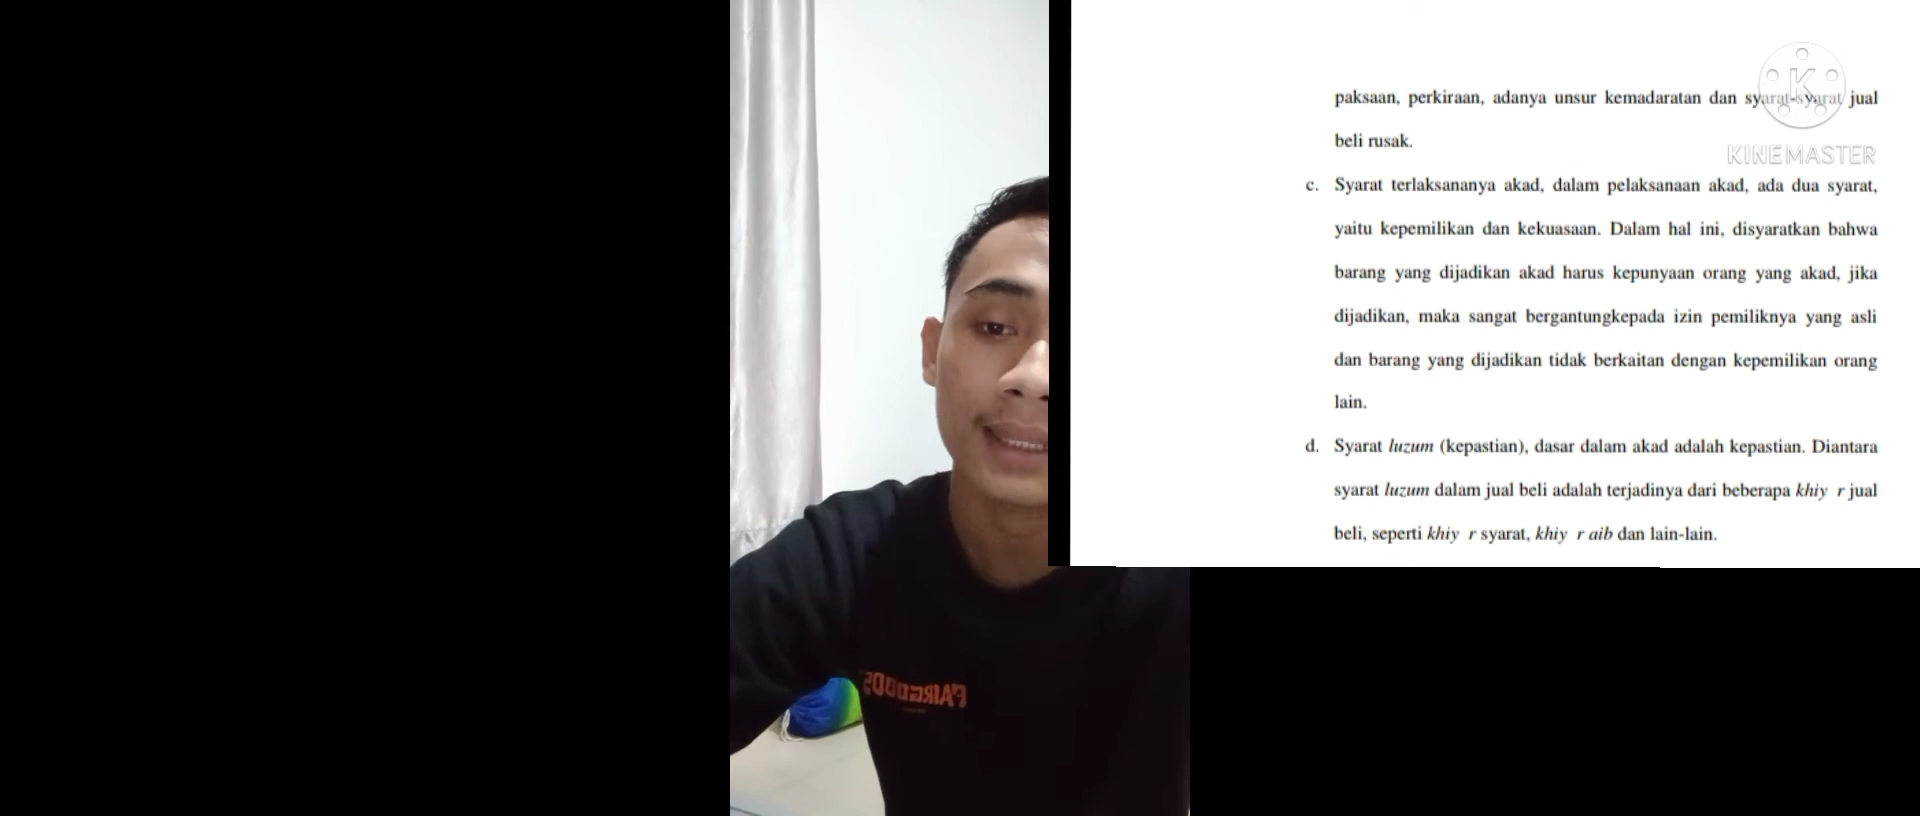 paksaan, perkiraan, adanya unsur kemadaratan dan syarat-syarat jual
beli rusak.
KINEMASTER
c. Syarat terlaksananya akad, dalam pelaksanaan akad, ada dua syarat,
yaitu kepemilikan dan kekuasaan. Dalam hal ini, disyaratkan bahwa
barang yang dijadikan akad harus kepunyaan orang yang akad, jika
dijadikan, maka sangat bergantungkepada izin pemiliknya yang asli
dan barang yang dijadikan tidak berkaitan dengan kepemilikan orang
lain.
d. Syarat luzum (kepastian), dasar dalam akad adalah kepastian. Diantara
syarat luzum dalam jual beli adalah terjadinya dari beberapa khiy r jual
beli, seperti khiy r syarat, khiy r aib dan lain-lain.
FAIRGOODS